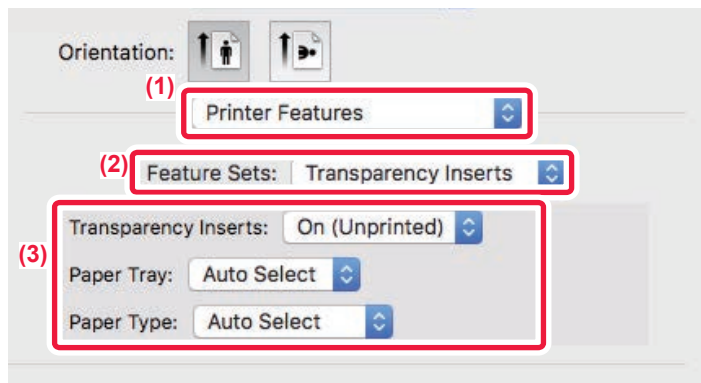 Orientation:
(1)
Printer Features
(2)
Feature Sets: Transparency Inserts
(3)
Transparency Inserts: On (Unprinted)
Paper Tray: Auto Select
Paper Type: Auto Select